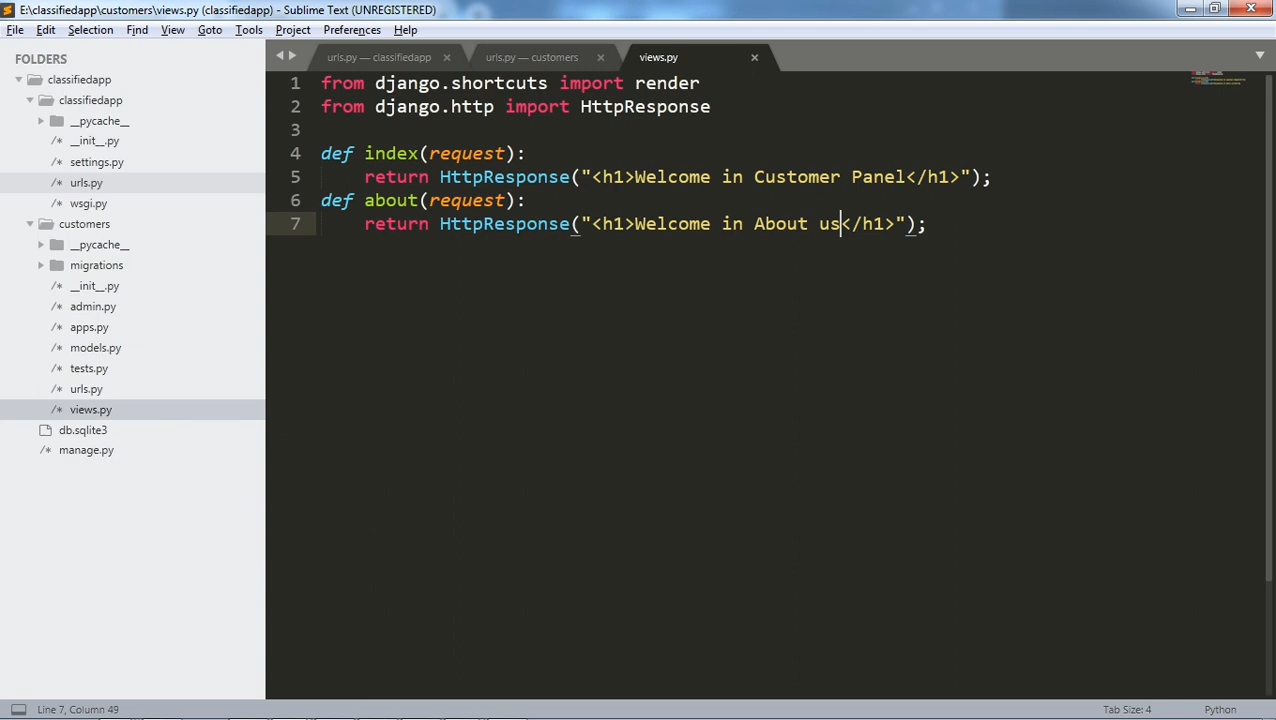 E:\classifiedapp\customers\views.py (classifiedapp) - Sublime Text (UNREGISTERED)
File Edit Selection Find View Goto Tools Project Preferences Help
FOLDERS
classifiedapp
classifiedapp
__pycache__
/* __init__.py
/* settings.py
/* urls.py
/* wsgi.py
customers
__pycache__
migrations
/* __init__.py
/* admin.py
/* apps.py
/* models.py
/* tests.py
/* urls.py
/* views.py
db.sqlite3
/* manage.py
urls.py — classifiedapp × urls.py — customers × views.py ×
1 from django.shortcuts import render
2 from django.http import HttpResponse
3
4 def index(request):
5 return HttpResponse("<h1>Welcome in Customer Panel</h1>");
6 def about(request):
7 return HttpResponse("<h1>Welcome in About us</h1>");
Line 7, Column 49 Tab Size: 4 Python